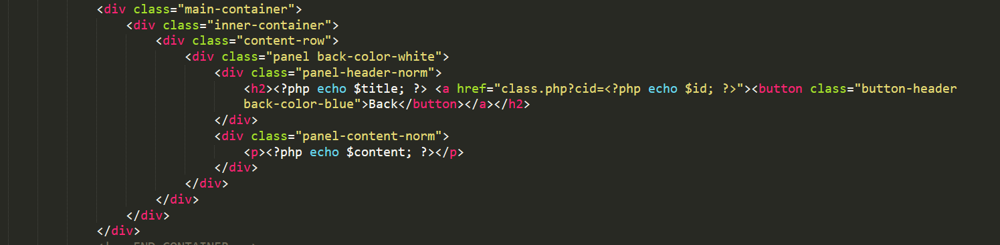 <div class="main-container">
<div class="inner-container">
<div class="content-row">
<div class="panel back-color-white">
<div class="panel-header-norm">
<h2><?php echo $title; ?> <a href="class.php?cid=<?php echo $id; ?>"><button class="button-header
back-color-blue">Back</button></a></h2>
</div>
<div class="panel-content-norm">
<p><?php echo $content; ?></p>
</div>
</div>
</div>
</div>
</div>
END CONTAINER